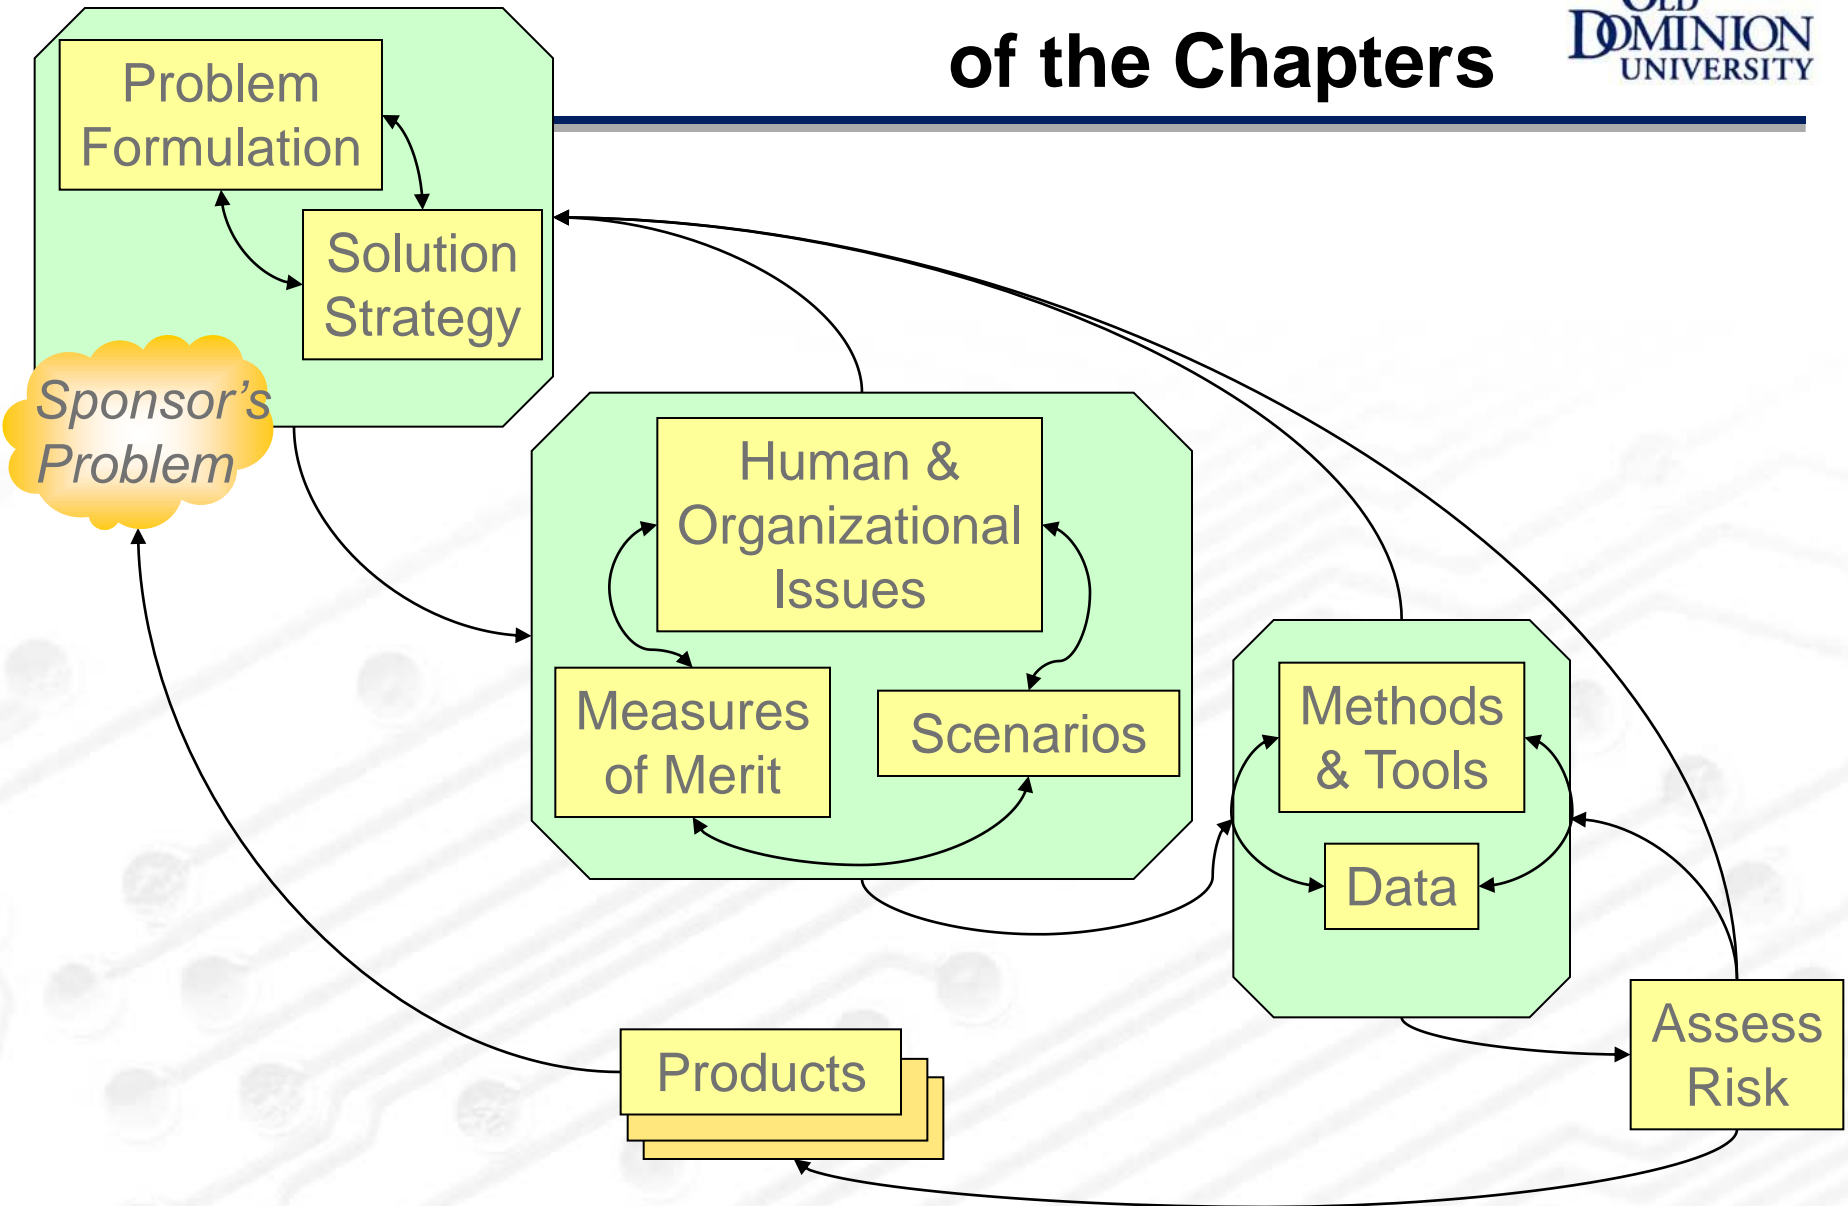 of the Chapters
OLD
DOMINION
UNIVERSITY
Problem
Formulation
Solution
Strategy
Sponsor’s
Problem
Human &
Organizational
Issues
Measures
of Merit
Scenarios
Methods
& Tools
Data
Assess
Risk
Products